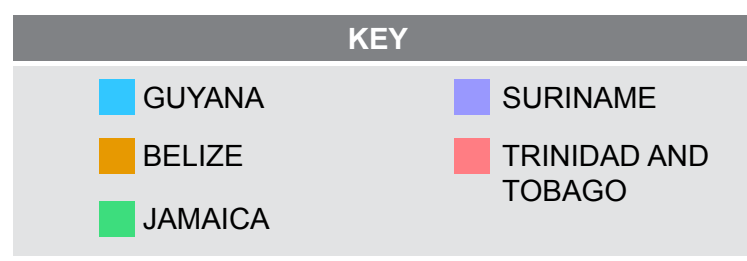 KEY
GUYANA
BELIZE
JAMAICA
SURINAME
TRINIDAD AND
TOBAGO